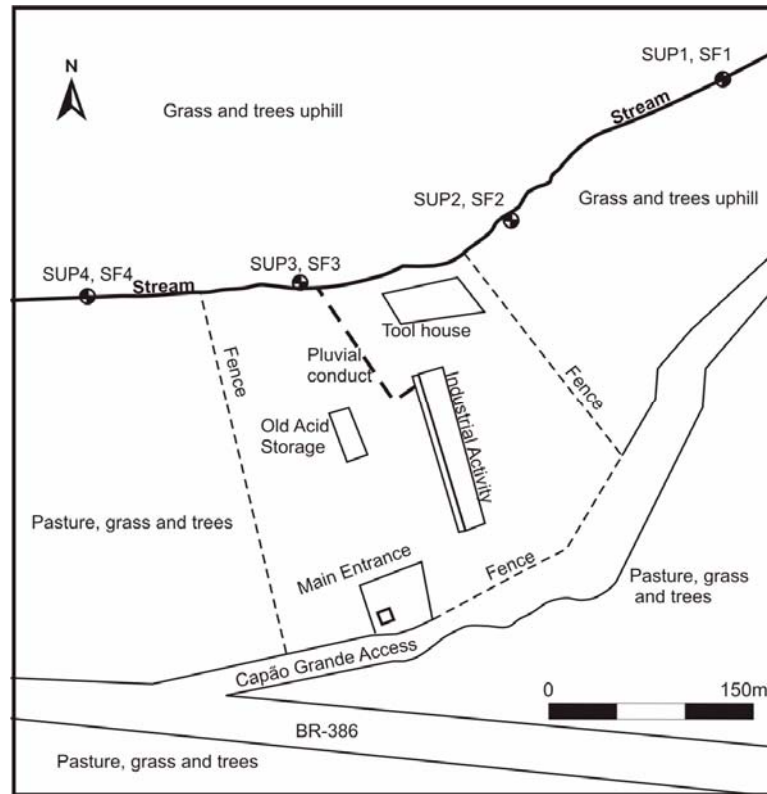 SUP1, SF1
N
Grass and trees uphill
Stream
SUP2, SF2
Grass and trees uphill
SUP4, SF4
Stream
SUP3, SF3
Tool house
Pluvial
conduct
Fence
Fence
Industrial Activity
Old Acid
Storage
Pasture, grass and trees
Main Entrance
Fence
Pasture, grass
and trees
Capão Grande Access
0 150m
BR-386
Pasture, grass and trees